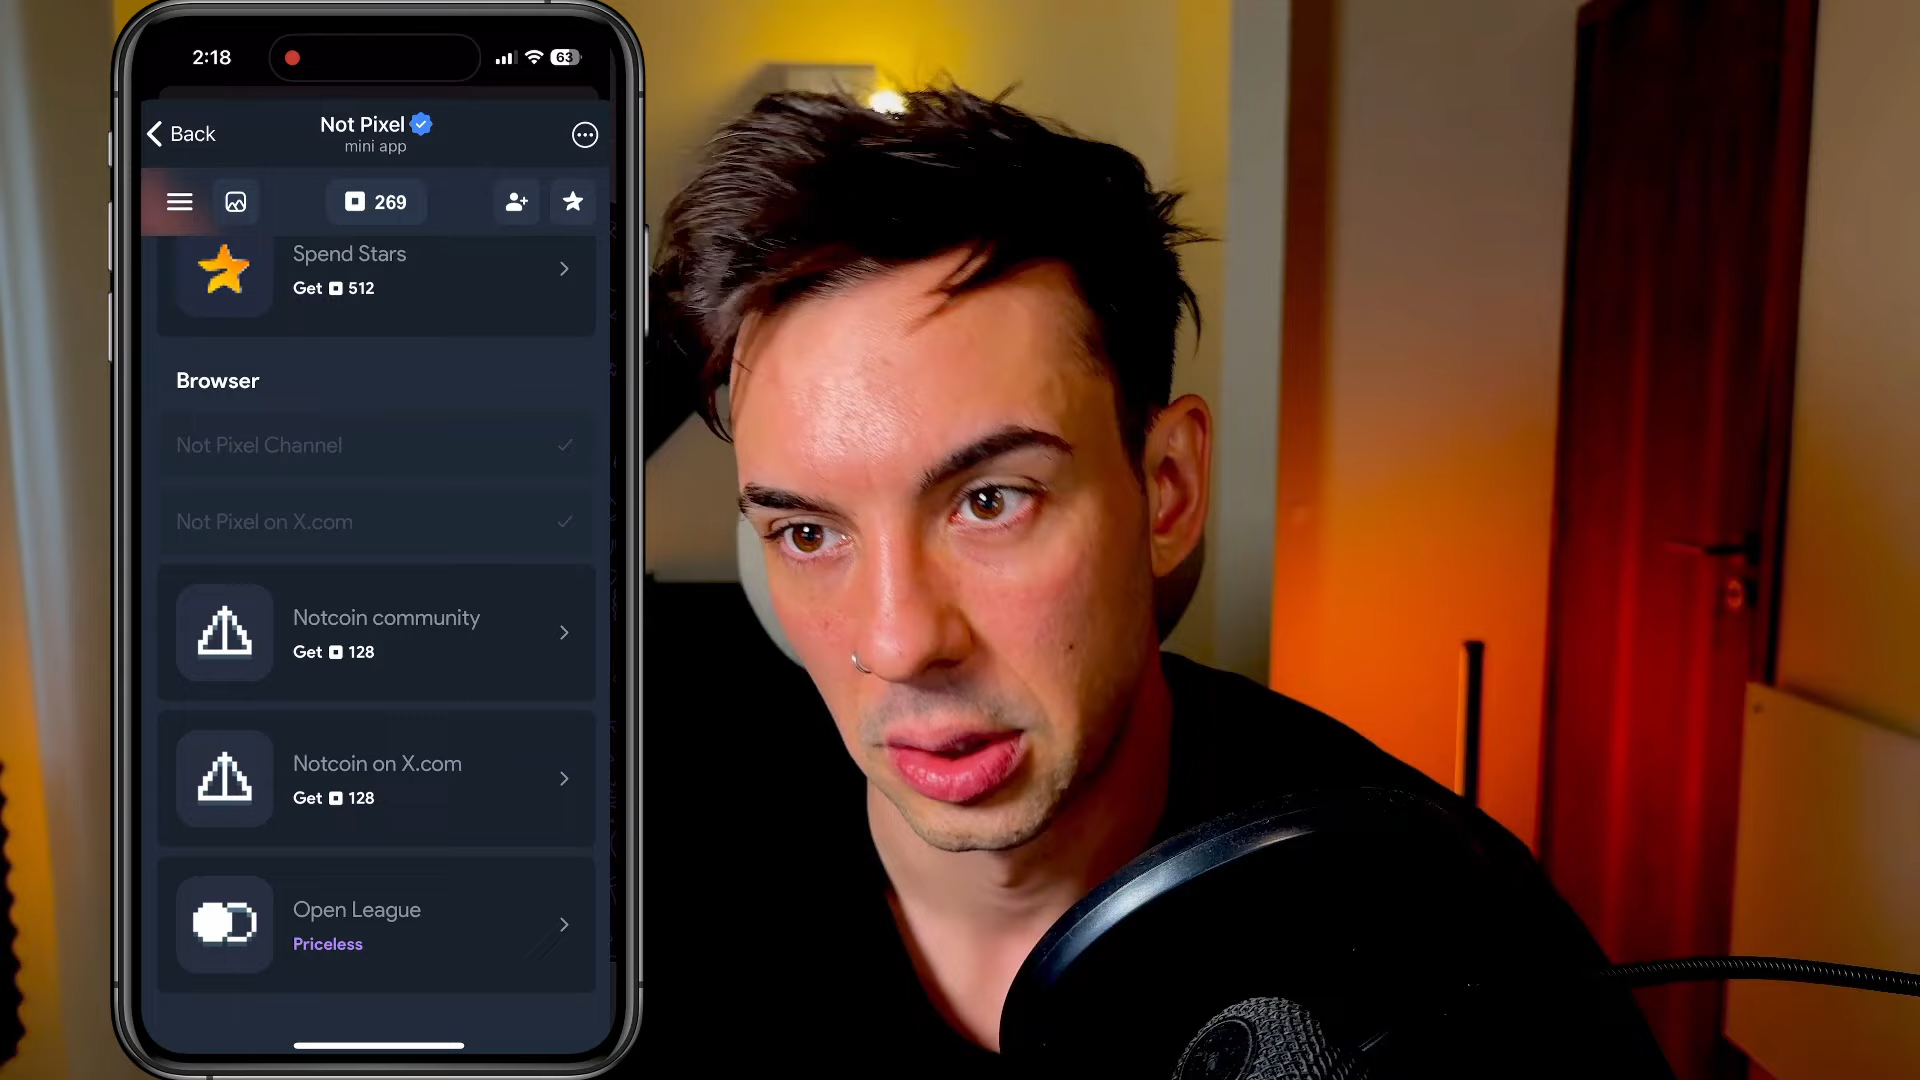 2:18
63
Back
Not Pixel
mini app
269
Spend Stars
Get 512
Browser
Not Pixel Channel
Not Pixel on X.com
Notcoin community
Get 128
Notcoin on X.com
Get 128
Open League
Priceless